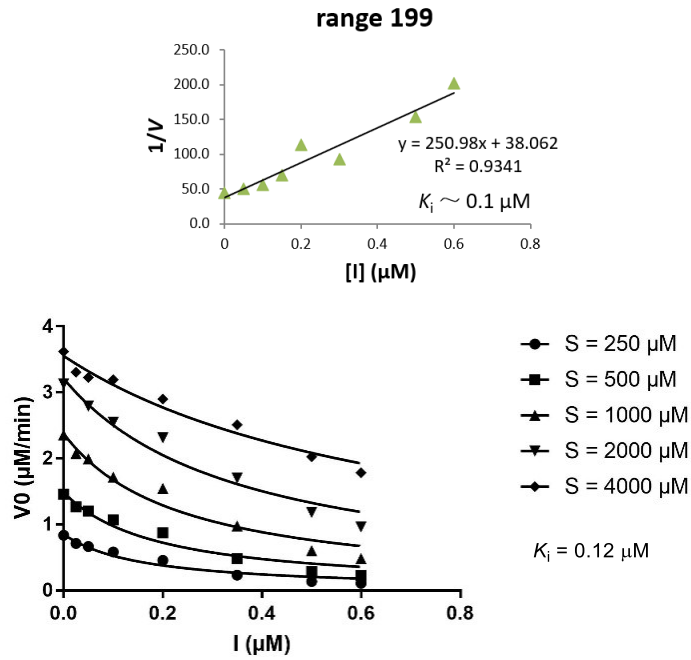 range 199
250.0
200.0
150.0
100.0
50.0
0.0
1/V
y = 250.98x + 38.062
R² = 0.9341
Ki ～ 0.1 µM
0 0.2 0.4 0.6 0.8
[I] (µM)
4
3
2
1
0
V0 (µM/min)
0.0 0.2 0.4 0.6 0.8
I (µM)
S = 250 µM
S = 500 µM
S = 1000 µM
S = 2000 µM
S = 4000 µM
Ki = 0.12 µM